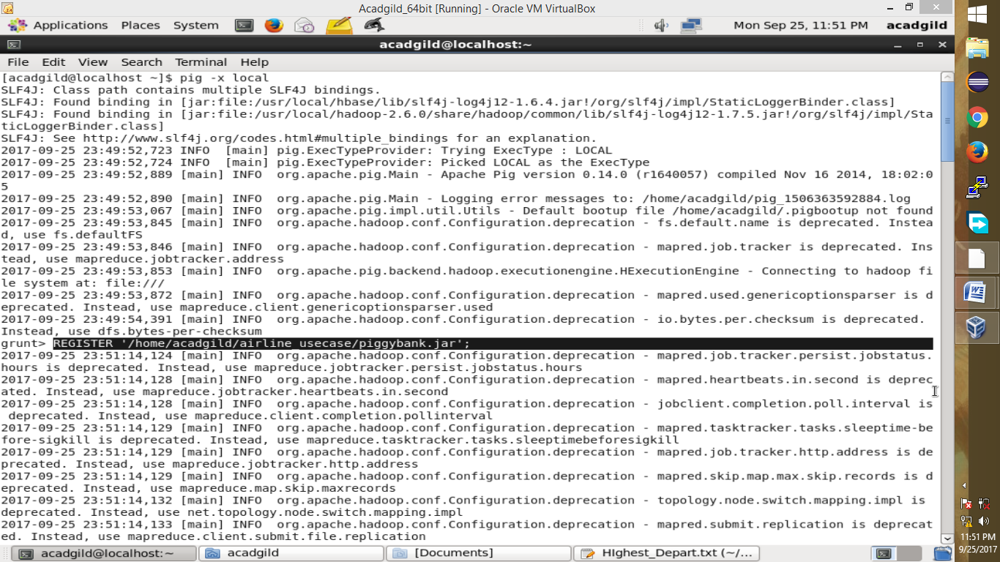 Acadgild_64bit [Running] - Oracle VM VirtualBox
Applications Places System Mon Sep 25, 11:51 PM acadgild
acadgild@localhost:~
File Edit View Search Terminal Help
[acadgild@localhost ~]$ pig -x local
SLF4J: Class path contains multiple SLF4J bindings.
SLF4J: Found binding in [jar:file:/usr/local/hbase/lib/slf4j-log4j12-1.6.4.jar!/org/slf4j/impl/StaticLoggerBinder.class]
SLF4J: Found binding in [jar:file:/usr/local/hadoop-2.6.0/share/hadoop/common/lib/slf4j-log4j12-1.7.5.jar!/org/slf4j/impl/Sta
ticLoggerBinder.class]
SLF4J: See http://www.slf4j.org/codes.html#multiple_bindings for an explanation.
2017-09-25 23:49:52,723 INFO  [main] pig.ExecTypeProvider: Trying ExecType : LOCAL
2017-09-25 23:49:52,724 INFO  [main] pig.ExecTypeProvider: Picked LOCAL as the ExecType
2017-09-25 23:49:52,889 [main] INFO  org.apache.pig.Main - Apache Pig version 0.14.0 (r1640057) compiled Nov 16 2014, 18:02:0
5
2017-09-25 23:49:52,890 [main] INFO  org.apache.pig.Main - Logging error messages to: /home/acadgild/pig_1506363592884.log
2017-09-25 23:49:53,067 [main] INFO  org.apache.pig.impl.util.Utils - Default bootup file /home/acadgild/.pigbootup not found
2017-09-25 23:49:53,845 [main] INFO  org.apache.hadoop.conf.Configuration.deprecation - fs.default.name is deprecated. Instea
d, use fs.defaultFS
2017-09-25 23:49:53,846 [main] INFO  org.apache.hadoop.conf.Configuration.deprecation - mapred.job.tracker is deprecated. Ins
tead, use mapreduce.jobtracker.address
2017-09-25 23:49:53,853 [main] INFO  org.apache.pig.backend.hadoop.executionengine.HExecutionEngine - Connecting to hadoop fi
le system at: file:///
2017-09-25 23:49:53,872 [main] INFO  org.apache.hadoop.conf.Configuration.deprecation - mapred.used.genericoptionsparser is d
eprecated. Instead, use mapreduce.client.genericoptionsparser.used
2017-09-25 23:49:54,391 [main] INFO  org.apache.hadoop.conf.Configuration.deprecation - io.bytes.per.checksum is deprecated.
Instead, use dfs.bytes-per-checksum
grunt> REGISTER '/home/acadgild/airline_usecase/piggybank.jar';
2017-09-25 23:51:14,124 [main] INFO  org.apache.hadoop.conf.Configuration.deprecation - mapred.job.tracker.persist.jobstatus.
hours is deprecated. Instead, use mapreduce.jobtracker.persist.jobstatus.hours
2017-09-25 23:51:14,128 [main] INFO  org.apache.hadoop.conf.Configuration.deprecation - mapred.heartbeats.in.second is deprec
ated. Instead, use mapreduce.jobtracker.heartbeats.in.second
2017-09-25 23:51:14,128 [main] INFO  org.apache.hadoop.conf.Configuration.deprecation - jobclient.completion.poll.interval is
deprecated. Instead, use mapreduce.client.completion.pollinterval
2017-09-25 23:51:14,129 [main] INFO  org.apache.hadoop.conf.Configuration.deprecation - mapred.tasktracker.tasks.sleeptime-be
fore-sigkill is deprecated. Instead, use mapreduce.tasktracker.tasks.sleeptimebeforesigkill
2017-09-25 23:51:14,129 [main] INFO  org.apache.hadoop.conf.Configuration.deprecation - mapred.job.tracker.http.address is de
precated. Instead, use mapreduce.jobtracker.http.address
2017-09-25 23:51:14,129 [main] INFO  org.apache.hadoop.conf.Configuration.deprecation - mapred.skip.map.max.skip.records is d
eprecated. Instead, use mapreduce.map.skip.maxrecords
2017-09-25 23:51:14,132 [main] INFO  org.apache.hadoop.conf.Configuration.deprecation - topology.node.switch.mapping.impl is
deprecated. Instead, use net.topology.node.switch.mapping.impl
2017-09-25 23:51:14,133 [main] INFO  org.apache.hadoop.conf.Configuration.deprecation - mapred.submit.replication is deprecat
ed. Instead, use mapreduce.client.submit.file.replication
acadgild@localhost:~ acadgild [Documents] HIghest_Depart.txt (~/...
11:51 PM
9/25/2017